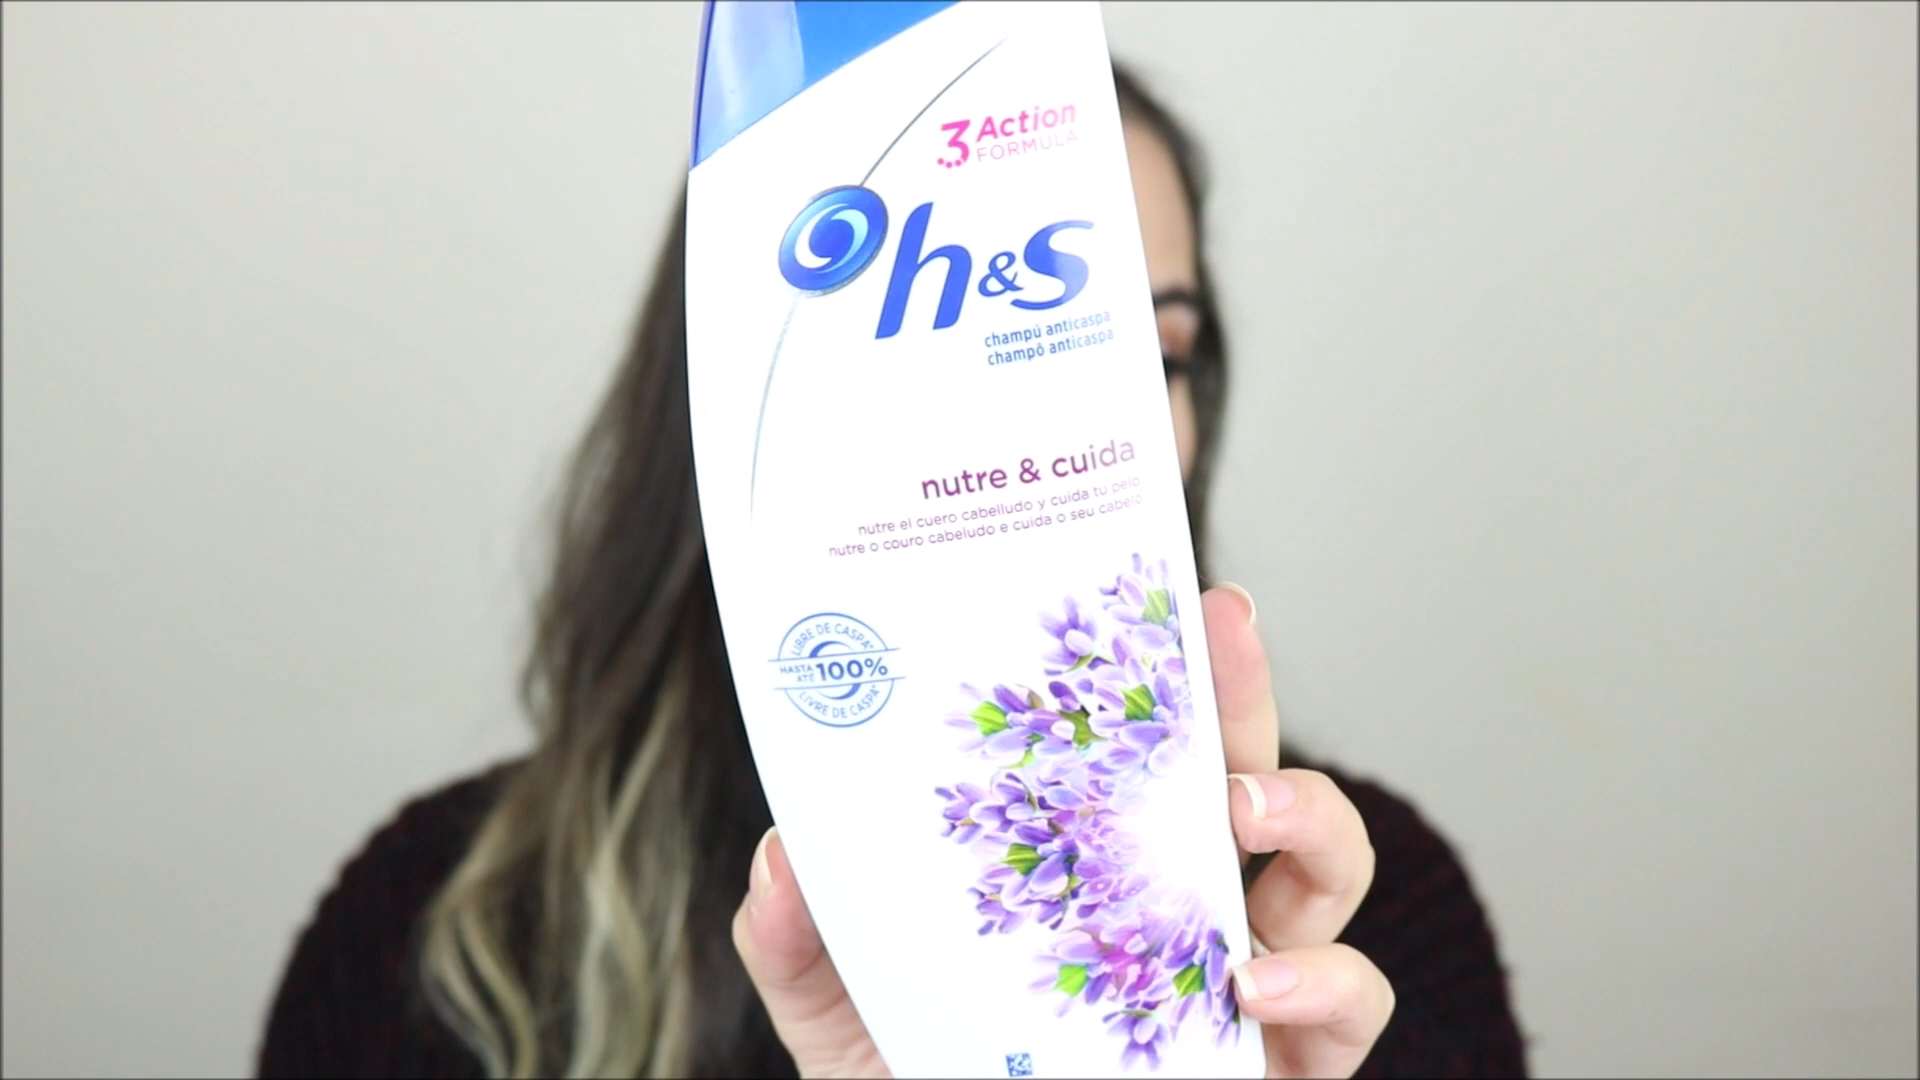 3 Action
FORMULA
h&s
champú anticaspa
champô anticaspa
nutre & cuida
nutre el cuero cabelludo y cuida tu pelo
nutre o couro cabeludo e cuida o seu cabelo
LIBRE DE CASPA*
HASTA
ATÉ 100%
LIVRE DE CASPA*